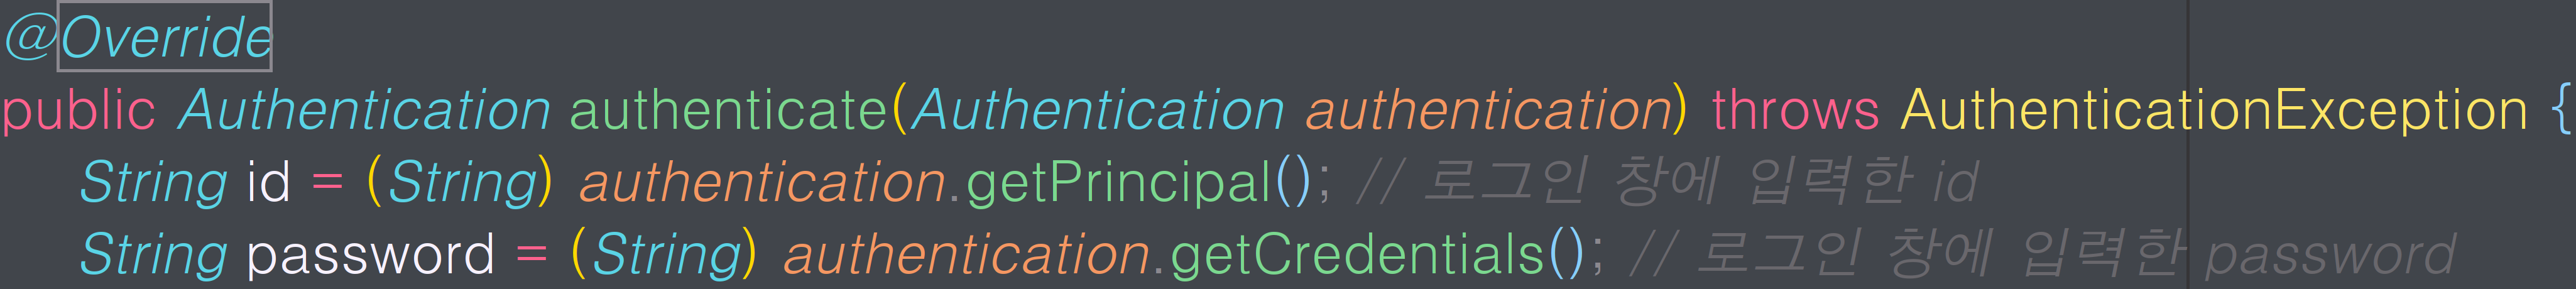 @Override
public Authentication authenticate(Authentication authentication) throws AuthenticationException {
String id = (String) authentication.getPrincipal(); // 로그인 창에 입력한 id
String password = (String) authentication.getCredentials(); // 로그인 창에 입력한 password